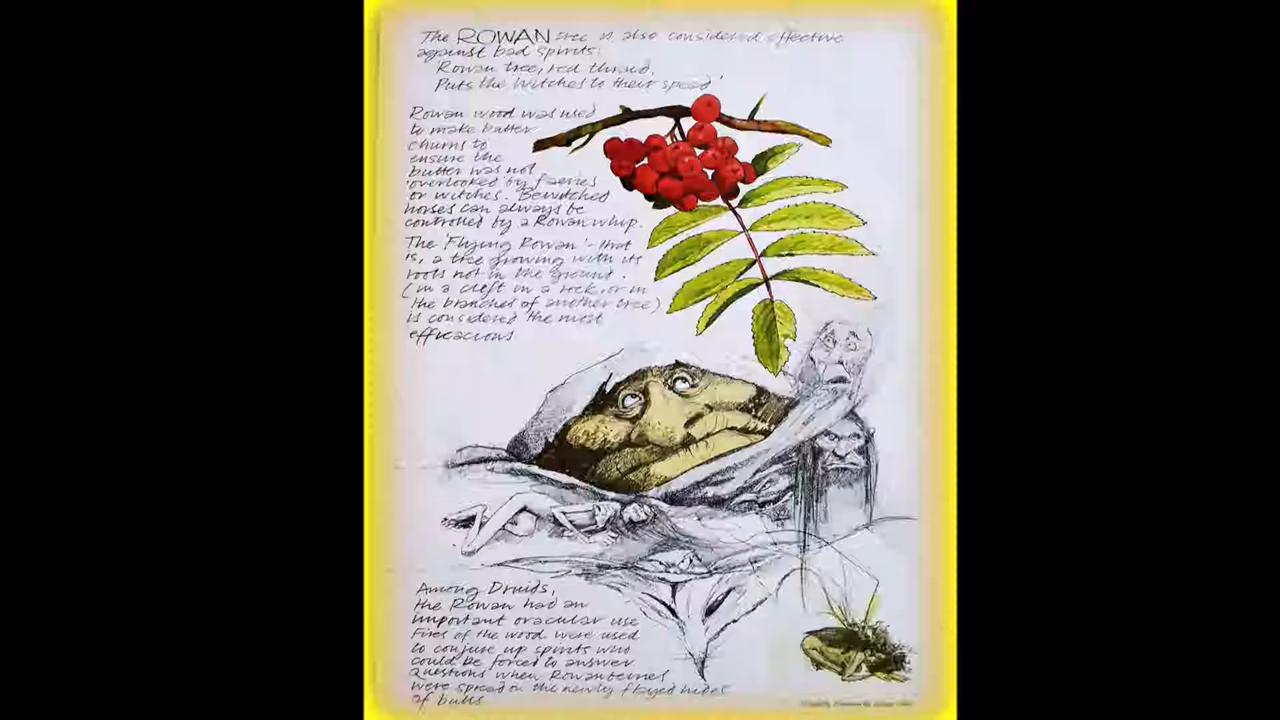 The ROWAN tree is also considered effective
against bad spirits:
Rowan tree, red thread,
Puts the witches to their speed'
Rowan wood was used
to make butter
churns to
ensure the
butter was not
'overlooked' by faeries
or witches. Bewitched
horses can always be
controlled by a Rowan whip.
The 'Flying Rowan' - that
is, a tree growing with its
roots not in the ground.
(in a cleft in a rock, or in
the branches of another tree)
is considered the most
efficacious
Among Druids,
the Rowan had an
important oracular use
Fires of the wood were used
to conjure up spirits who
could be forced to answer
questions when Rowan berries
were spread on the newly flayed hides
of bulls